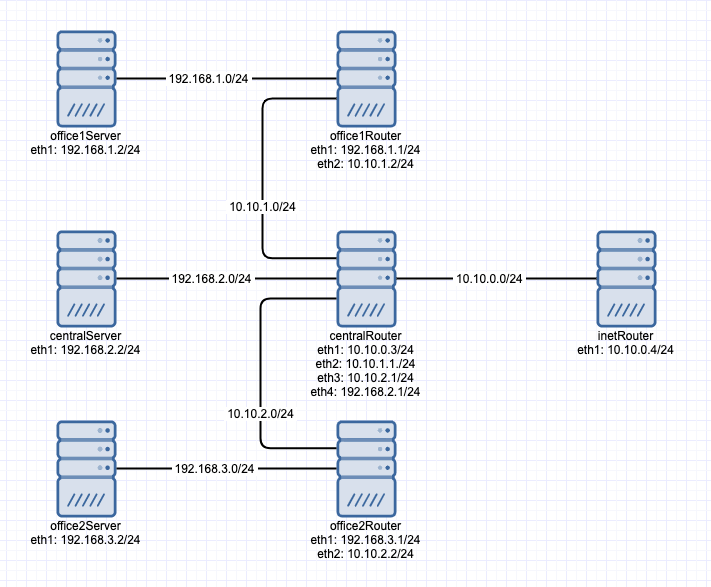 192.168.1.0/24
office1Server
eth1: 192.168.1.2/24
office1Router
eth1: 192.168.1.1/24
eth2: 10.10.1.2/24
10.10.1.0/24
192.168.2.0/24
10.10.0.0/24
centralServer
eth1: 192.168.2.2/24
centralRouter
eth1: 10.10.0.3/24
eth2: 10.10.1.1./24
eth3: 10.10.2.1/24
eth4: 192.168.2.1/24
inetRouter
eth1: 10.10.0.4/24
10.10.2.0/24
192.168.3.0/24
office2Server
eth1: 192.168.3.2/24
office2Router
eth1: 192.168.3.1/24
eth2: 10.10.2.2/24